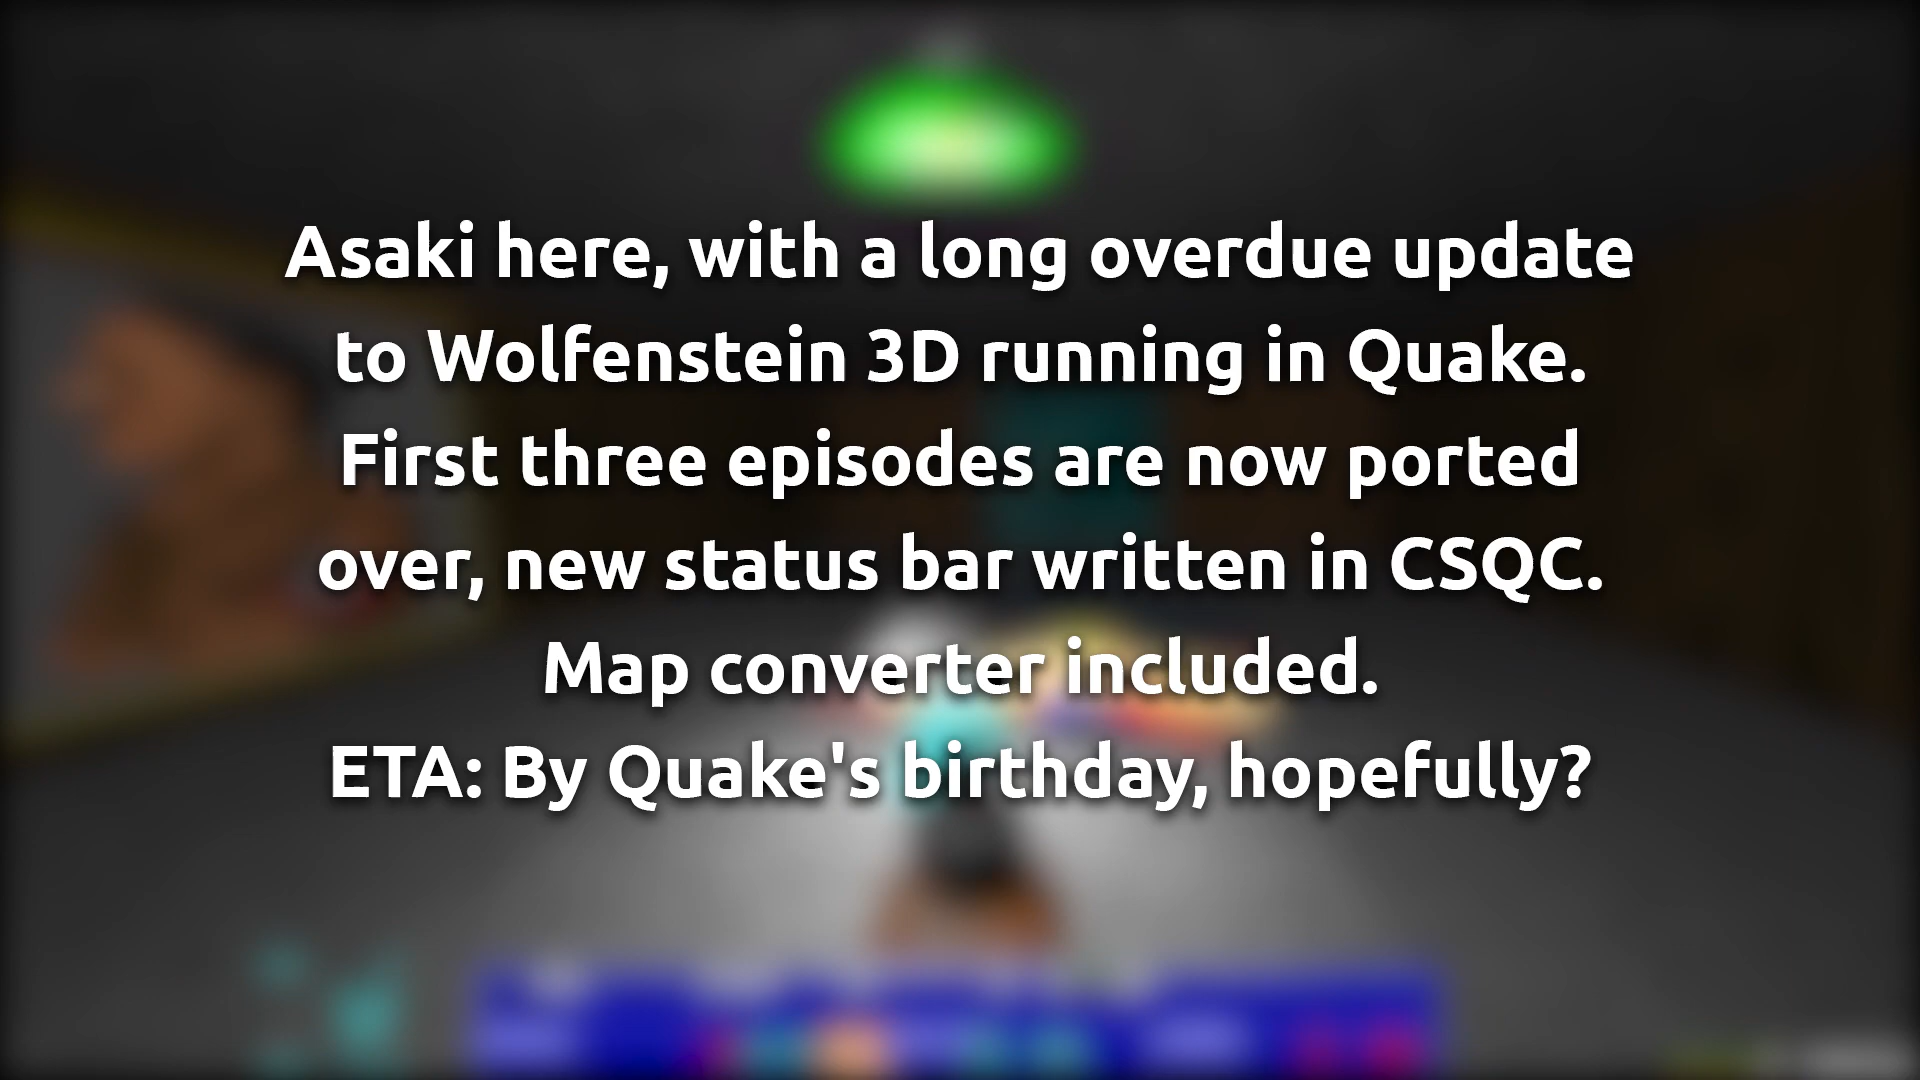 Asaki here, with a long overdue update
to Wolfenstein 3D running in Quake.
First three episodes are now ported
over, new status bar written in CSQC.
Map converter included.
ETA: By Quake's birthday, hopefully?